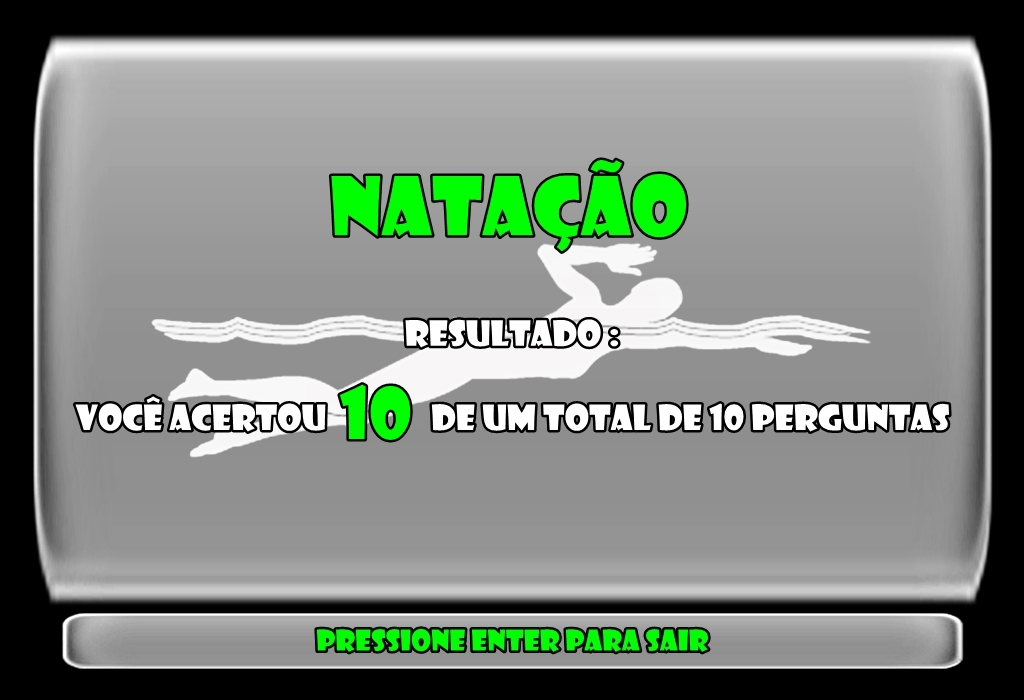 NATAÇÃO
RESULTADO :
VOCÊ ACERTOU 10 DE UM TOTAL DE 10 PERGUNTAS
PRESSIONE ENTER PARA SAIR